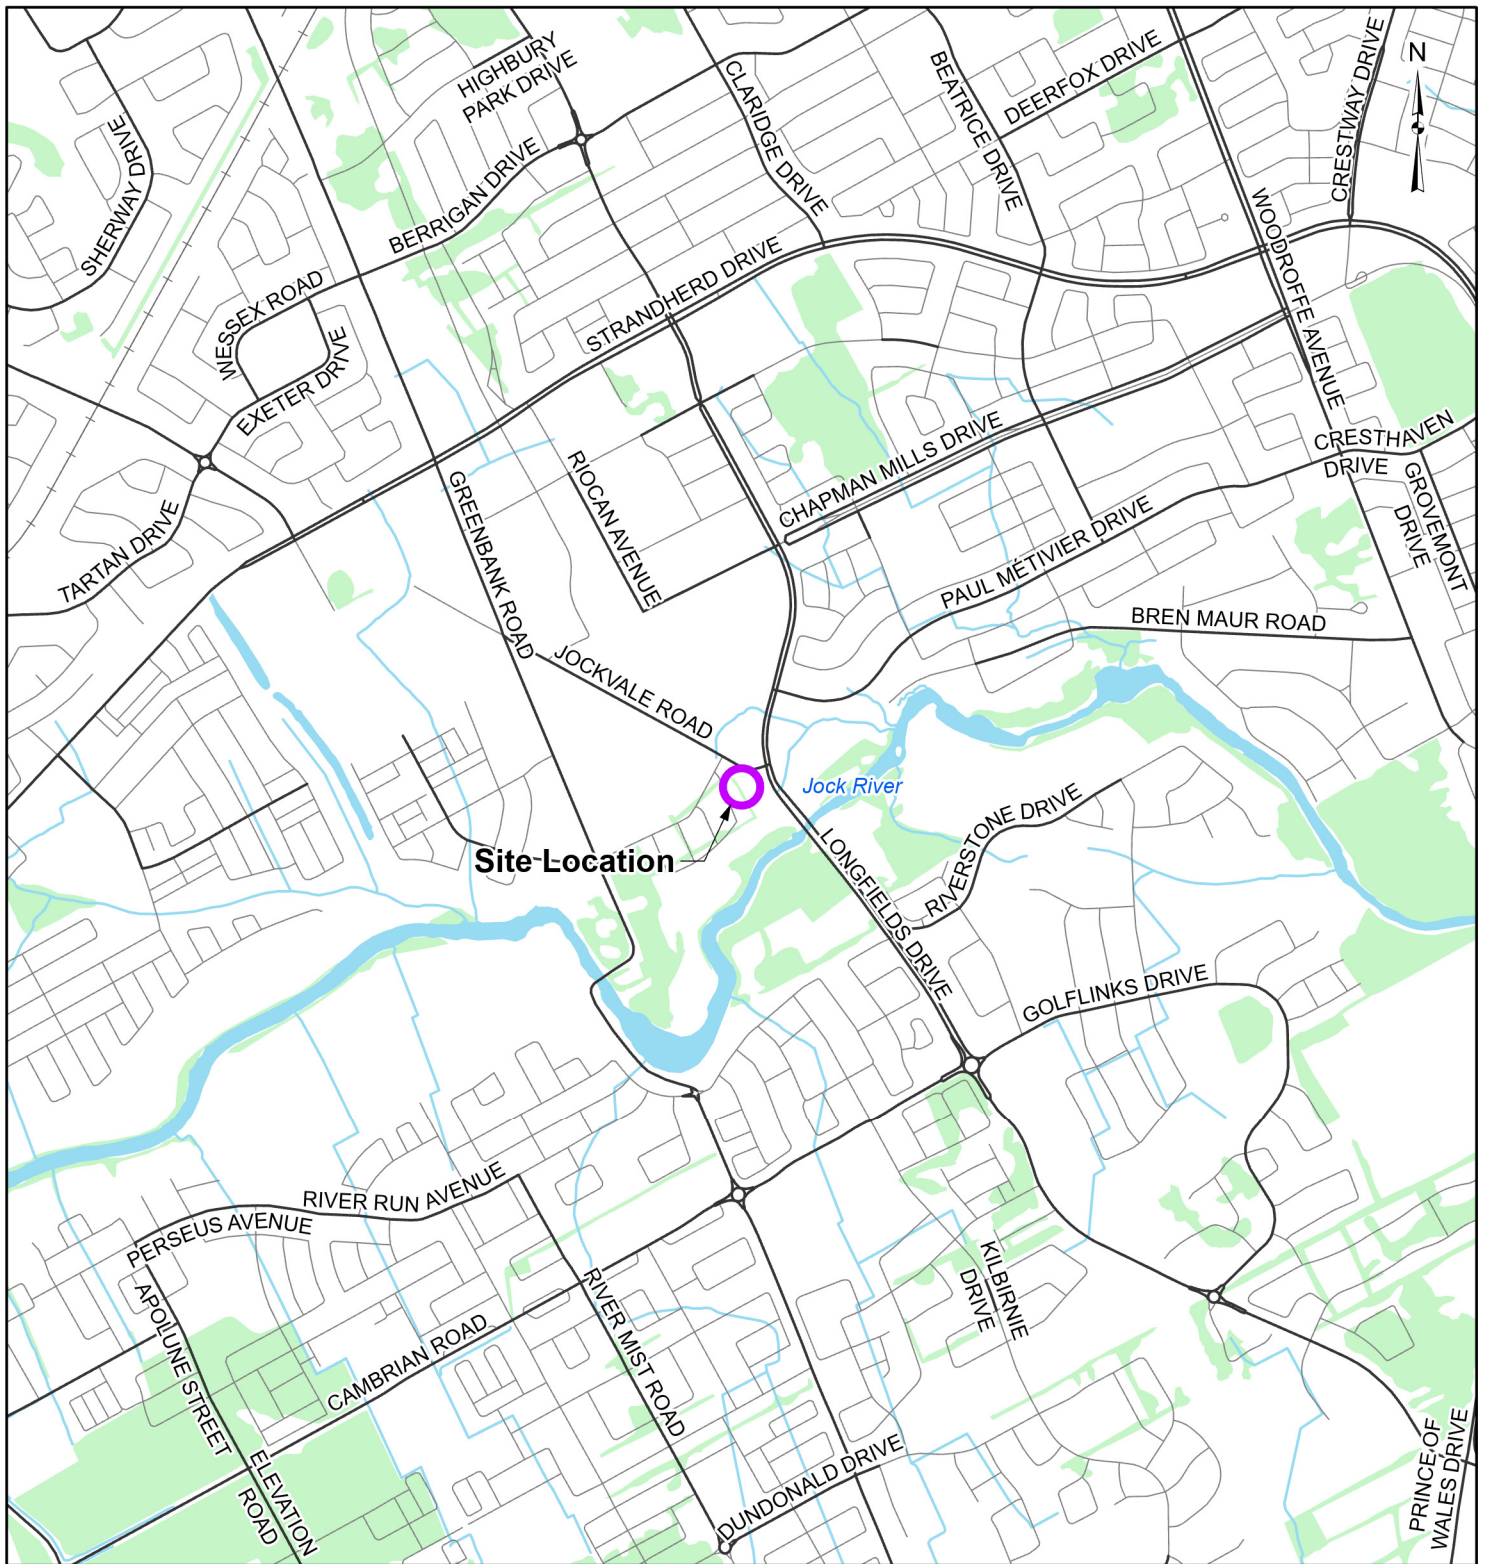 HIGHBURY
PARK DRIVE
CLARIDGE DRIVE
BEATRICE DRIVE
DEERFOX DRIVE
CRESTWAY DRIVE
N
SHERWAY DRIVE
BERRIGAN DRIVE
WOODROFFE AVENUE
WESSEX ROAD
STRANDHERD DRIVE
EXETER DRIVE
CRESTHAVEN
DRIVE
RIOCAN AVENUE
CHAPMAN MILLS DRIVE
GREENBANK ROAD
GROVEMONT
DRIVE
TARTAN DRIVE
PAUL MÉTIVIER DRIVE
BREN MAUR ROAD
JOCKVALE ROAD
Jock River
RIVERSTONE DRIVE
Site Location
LONGFIELDS DRIVE
GOLFLINKS DRIVE
RIVER RUN AVENUE
PERSEUS AVENUE
KILBIRNIE
DRIVE
APOLUNE STREET
RIVER MIST ROAD
CAMBRIAN ROAD
DUNDONALD DRIVE
ELEVATION
ROAD
PRINCE OF
WALES DRIVE